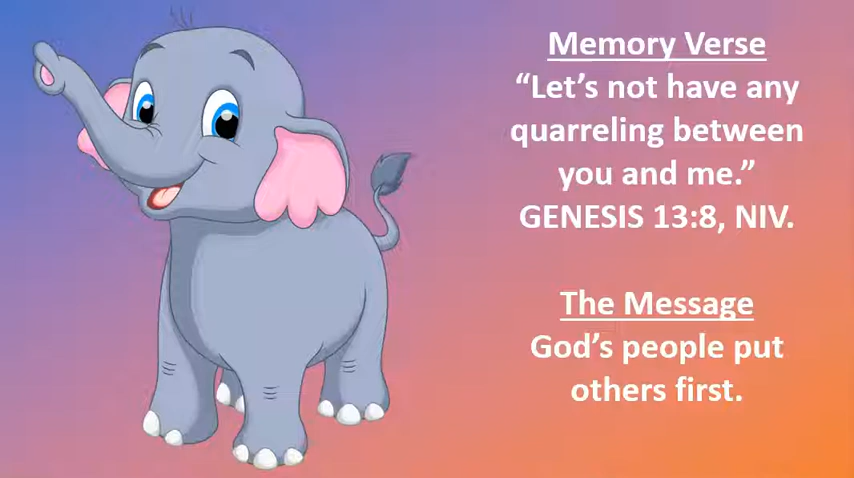 Memory Verse
“Let’s not have any
quarreling between
you and me.”
GENESIS 13:8, NIV.
The Message
God’s people put
others first.